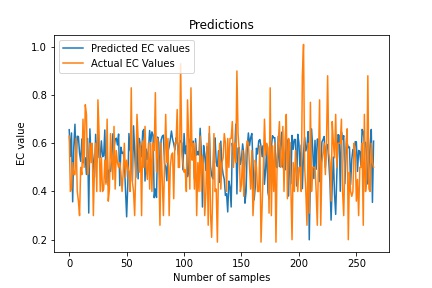 Predictions
Predicted EC values
Actual EC Values
EC value
1.0
0.8
0.6
0.4
0.2
0 50 100 150 200 250
Number of samples